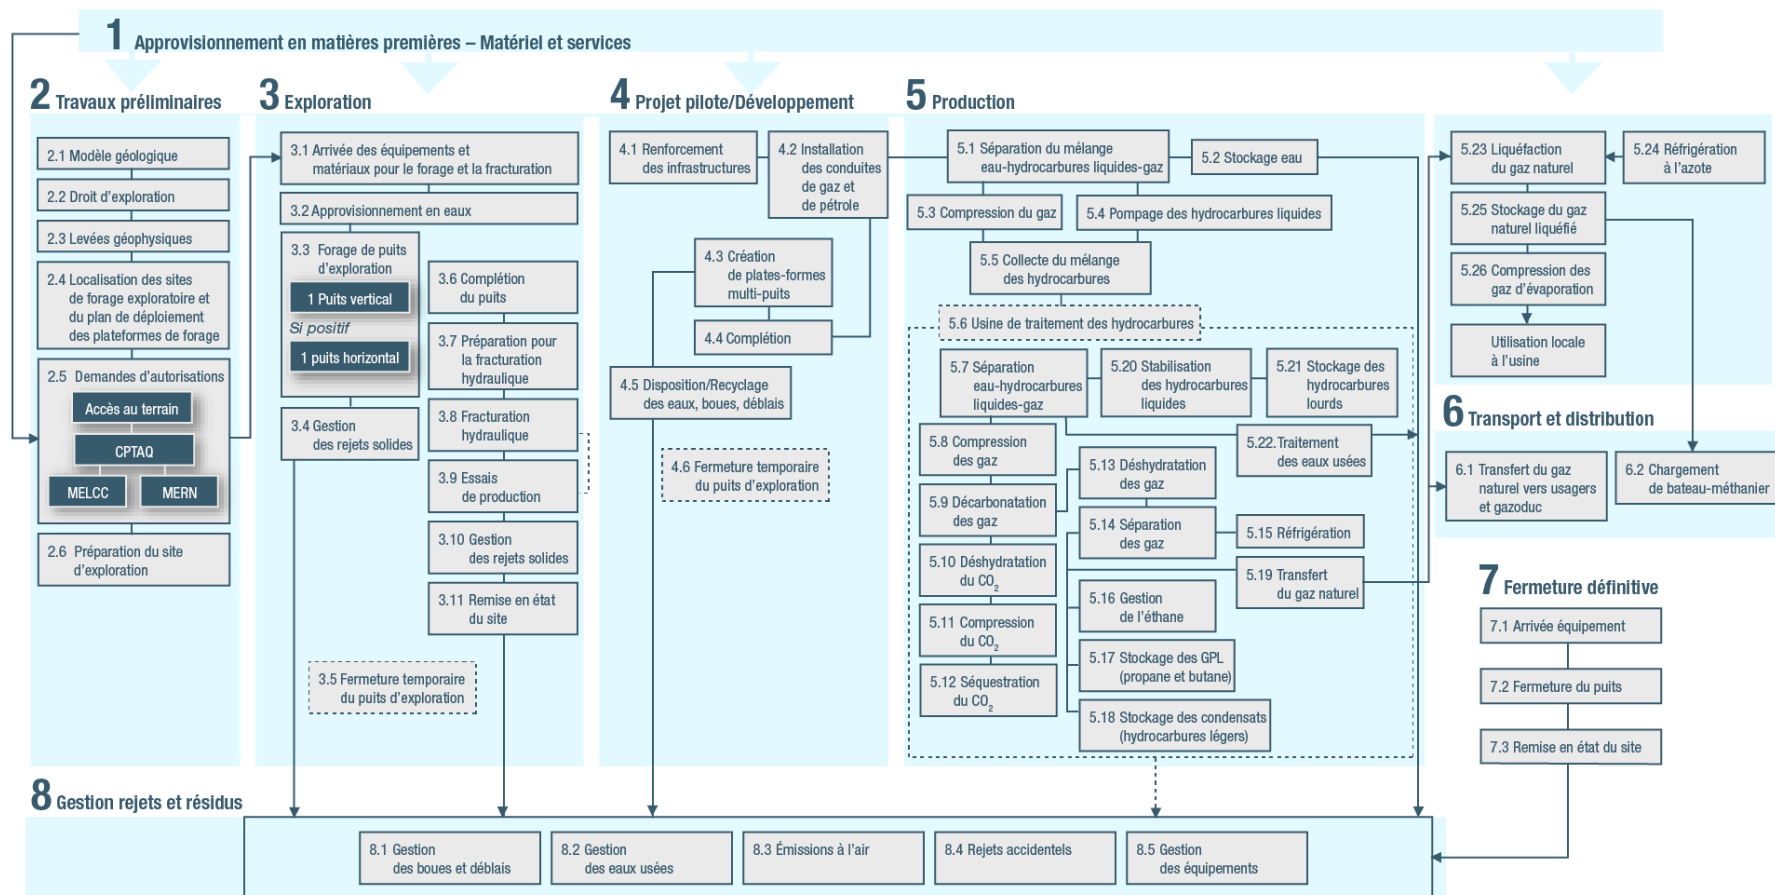 1 Approvisionnement en matières premières – Matériel et services
2 Travaux préliminaires
2.1 Modèle géologique
2.2 Droit d'exploration
2.3 Levées géophysiques
2.4 Localisation des sites
de forage exploratoire et
du plan de déploiement
des plateformes de forage
2.5 Demandes d'autorisations
Accès au terrain
CPTAQ
MELCC
MERN
2.6 Préparation du site
d'exploration
3 Exploration
3.1 Arrivée des équipements et
matériaux pour le forage et la fracturation
3.2 Approvisionnement en eaux
3.3 Forage de puits
d'exploration
1 Puits vertical
Si positif
1 puits horizontal
3.4 Gestion
des rejets solides
3.5 Fermeture temporaire
du puits d'exploration
3.6 Complétion
du puits
3.7 Préparation pour
la fracturation
hydraulique
3.8 Fracturation
hydraulique
3.9 Essais
de production
3.10 Gestion
des rejets solides
3.11 Remise en état
du site
4 Projet pilote/Développement
4.1 Renforcement
des infrastructures
4.2 Installation
des conduites
de gaz et
de pétrole
4.3 Création
de plates-formes
multi-puits
4.4 Complétion
4.5 Disposition/Recyclage
des eaux, boues, déblais
4.6 Fermeture temporaire
du puits d'exploration
5 Production
5.1 Séparation du mélange
eau-hydrocarbures liquides-gaz
5.2 Stockage eau
5.3 Compression du gaz
5.4 Pompage des hydrocarbures liquides
5.5 Collecte du mélange
des hydrocarbures
5.6 Usine de traitement des hydrocarbures
5.7 Séparation
eau-hydrocarbures
liquides-gaz
5.20 Stabilisation
des hydrocarbures
liquides
5.21 Stockage des
hydrocarbures
lourds
5.8 Compression
des gaz
5.22. Traitement
des eaux usées
5.9 Décarbonatation
des gaz
5.13 Déshydratation
des gaz
5.14 Séparation
des gaz
5.15 Réfrigération
5.10 Déshydratation
du CO2
5.19 Transfert
du gaz naturel
5.16 Gestion
de l'éthane
5.11 Compression
du CO2
5.17 Stockage des GPL
(propane et butane)
5.12 Séquestration
du CO2
5.18 Stockage des condensats
(hydrocarbures légers)
5.23 Liquéfaction
du gaz naturel
5.24 Réfrigération
à l'azote
5.25 Stockage du gaz
naturel liquéfié
5.26 Compression des
gaz d'évaporation
Utilisation locale
à l'usine
6 Transport et distribution
6.1 Transfert du gaz
naturel vers usagers
et gazoduc
6.2 Chargement
de bateau-méthanier
7 Fermeture définitive
7.1 Arrivée équipement
7.2 Fermeture du puits
7.3 Remise en état du site
8 Gestion rejets et résidus
8.1 Gestion
des boues et déblais
8.2 Gestion
des eaux usées
8.3 Émissions à l'air
8.4 Rejets accidentels
8.5 Gestion
des équipements